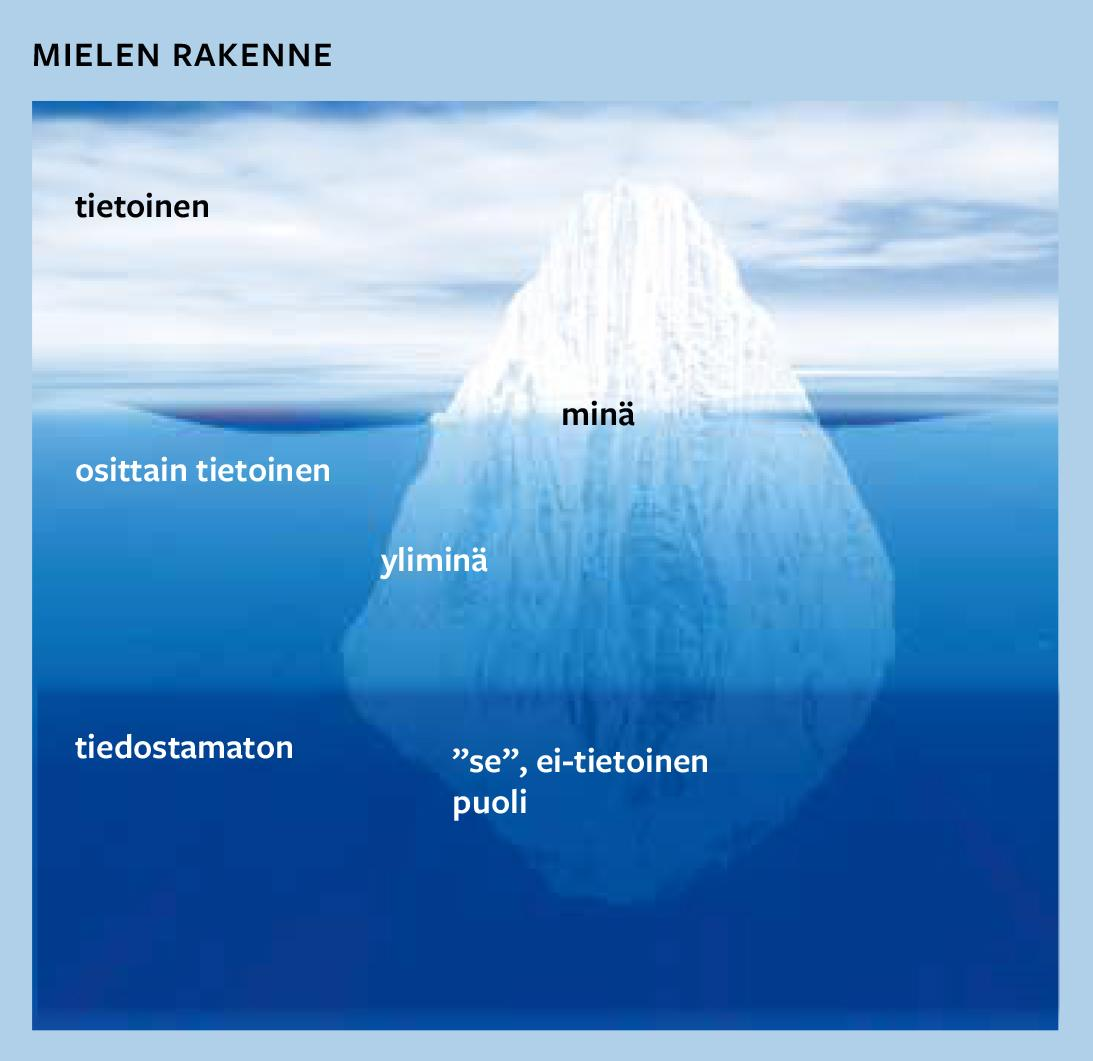 MIELEN RAKENNE
tietoinen
minä
osittain tietoinen
yliminä
tiedostamaton
”se”, ei-tietoinen
puoli